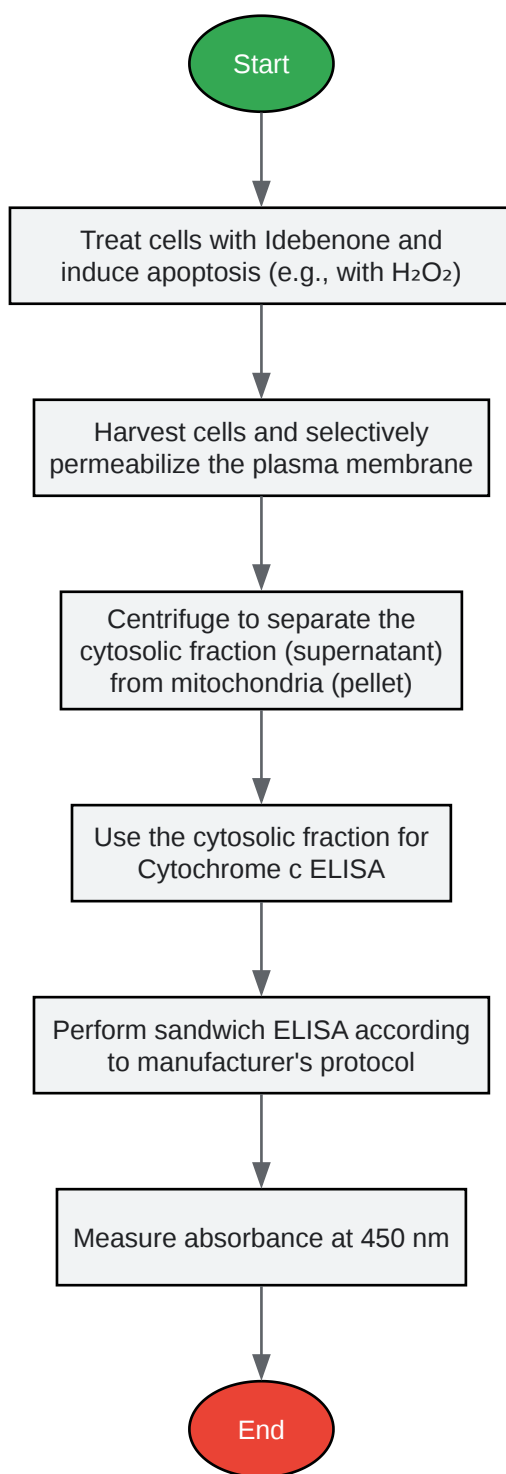 Start
Treat cells with Idebenone and
induce apoptosis (e.g., with H₂O₂)
Harvest cells and selectively
permeabilize the plasma membrane
Centrifuge to separate the
cytosolic fraction (supernatant)
from mitochondria (pellet)
Use the cytosolic fraction for
Cytochrome c ELISA
Perform sandwich ELISA according
to manufacturer's protocol
Measure absorbance at 450 nm
End